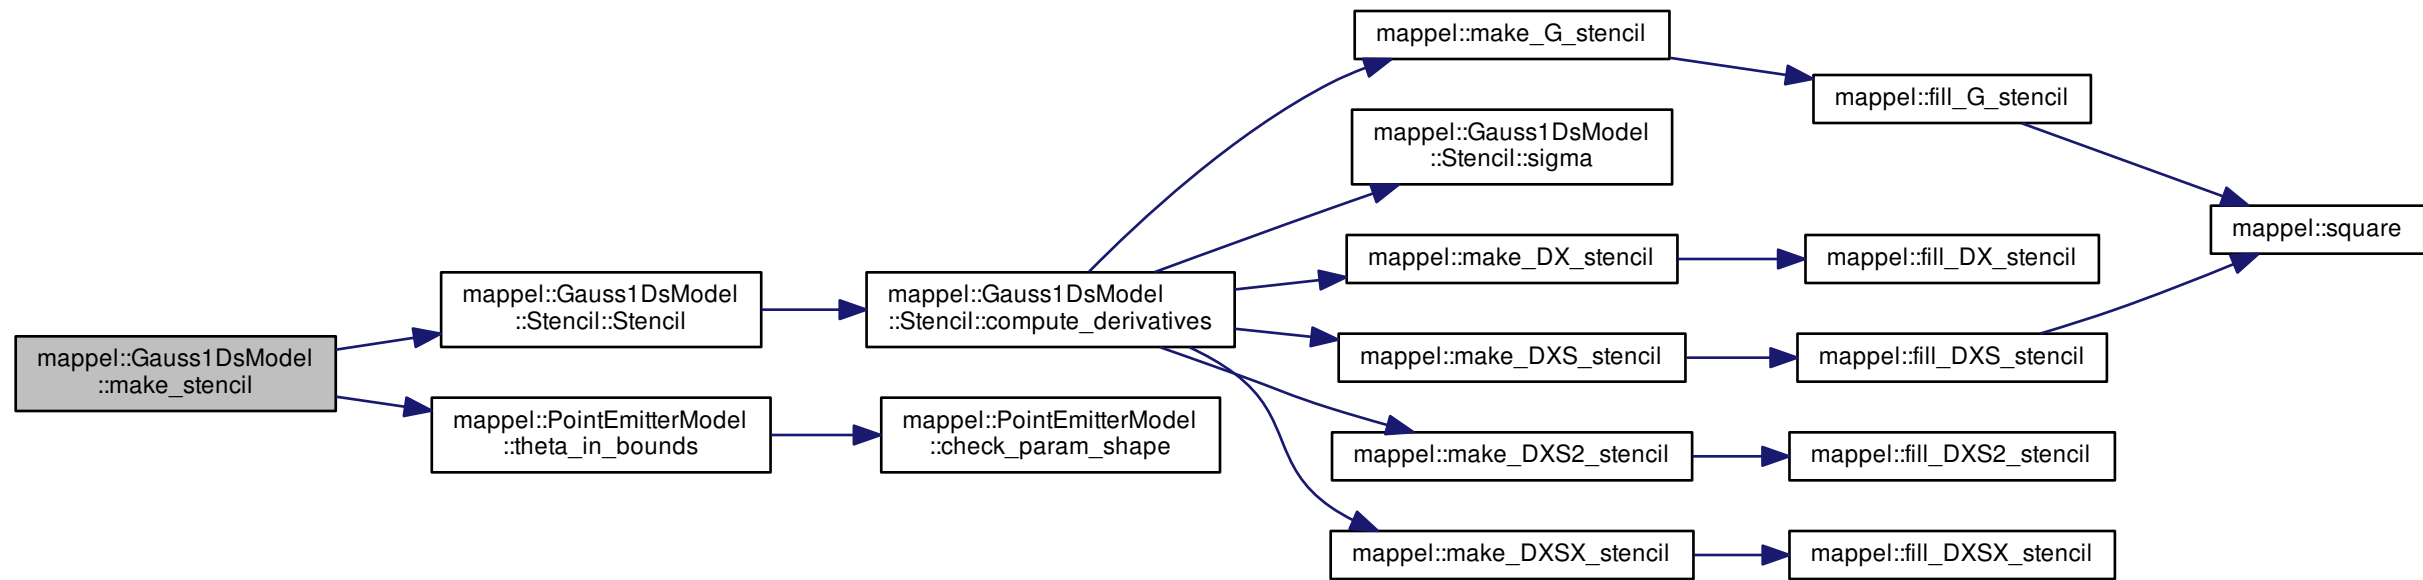 mappel::Gauss1DsModel
::make_stencil
mappel::Gauss1DsModel
::Stencil::Stencil
mappel::PointEmitterModel
::theta_in_bounds
mappel::Gauss1DsModel
::Stencil::compute_derivatives
mappel::PointEmitterModel
::check_param_shape
mappel::make_G_stencil
mappel::Gauss1DsModel
::Stencil::sigma
mappel::make_DX_stencil
mappel::make_DXS_stencil
mappel::make_DXS2_stencil
mappel::make_DXSX_stencil
mappel::fill_G_stencil
mappel::fill_DX_stencil
mappel::fill_DXS_stencil
mappel::fill_DXS2_stencil
mappel::fill_DXSX_stencil
mappel::square